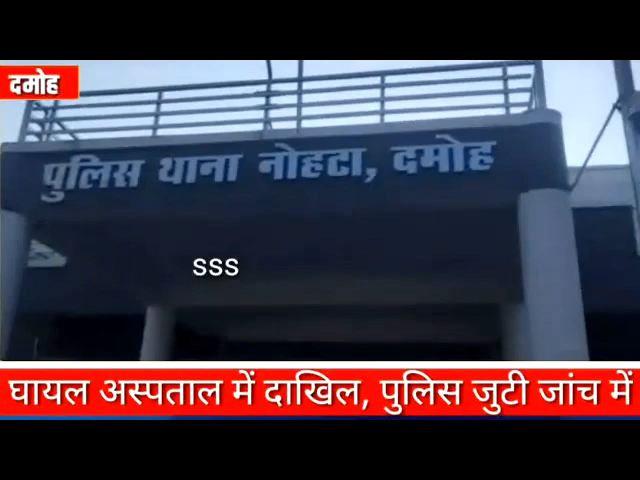 दमोह
पुलिस थाना नोहटा, दमोह
sss
घायल अस्पताल में दाखिल, पुलिस जुटी जांच में